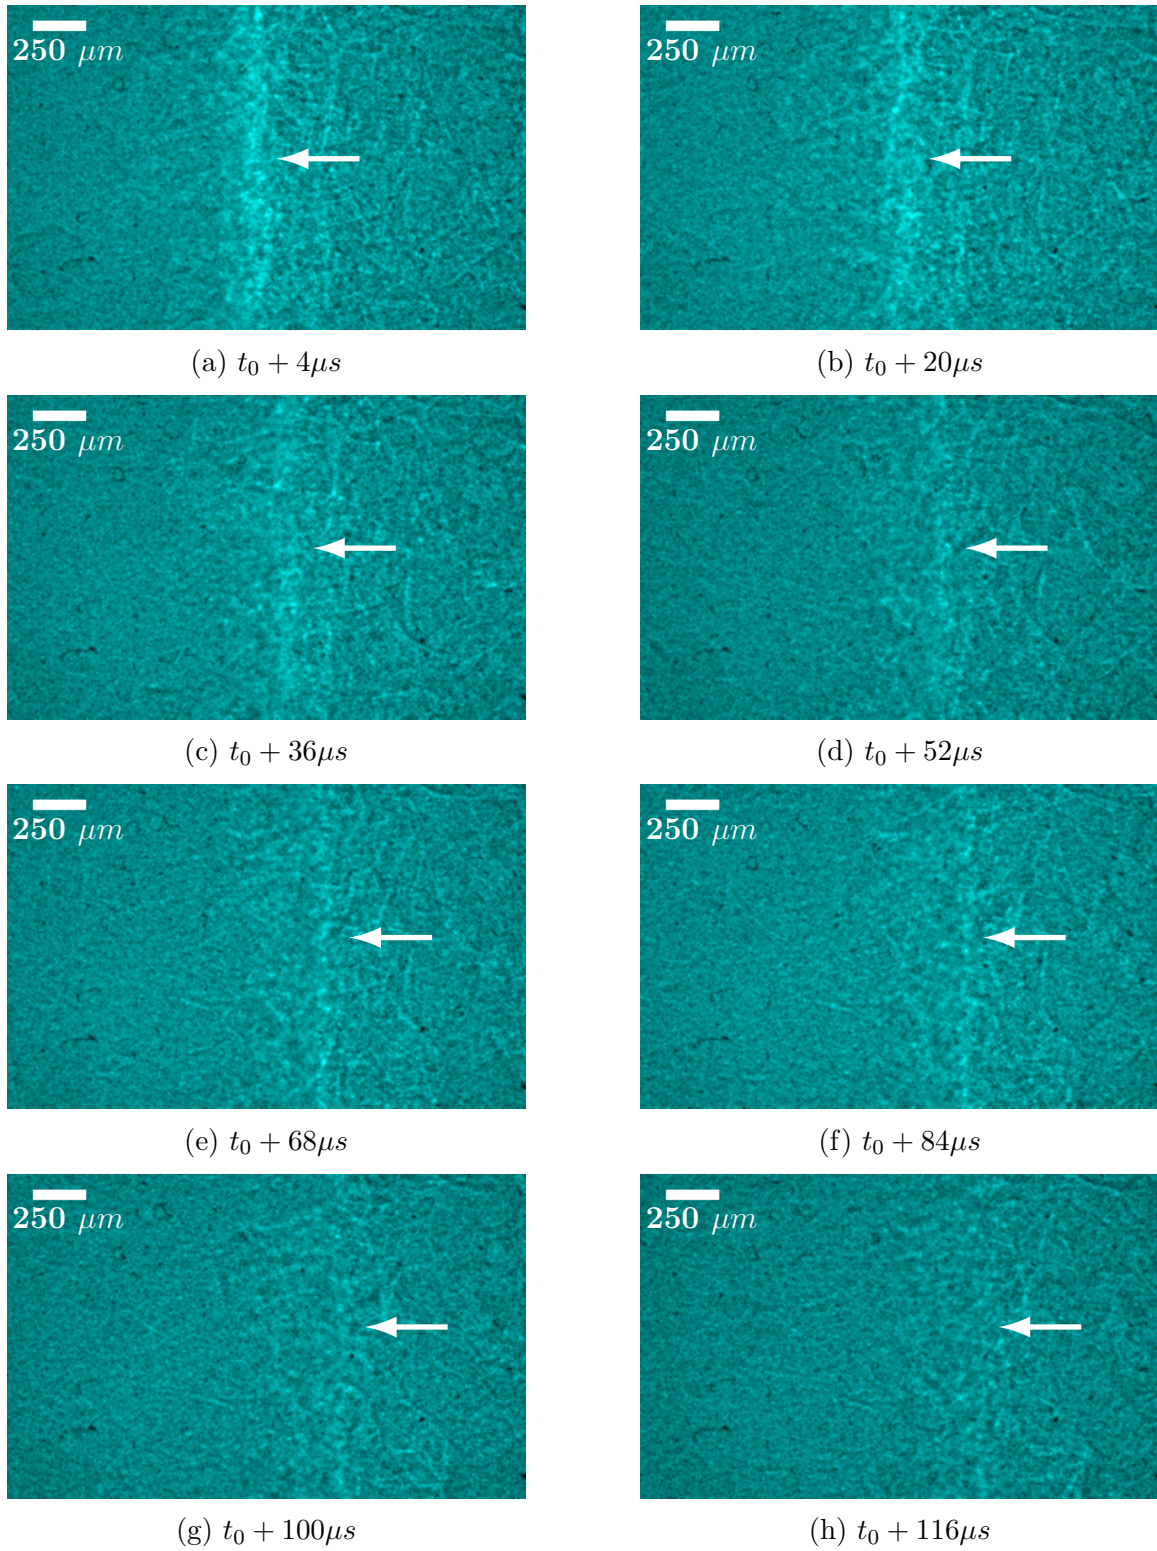 250 μm
250 μm
(a) t₀ + 4μs
(b) t₀ + 20μs
250 μm
250 μm
(c) t₀ + 36μs
(d) t₀ + 52μs
250 μm
250 μm
(e) t₀ + 68μs
(f) t₀ + 84μs
250 μm
250 μm
(g) t₀ + 100μs
(h) t₀ + 116μs